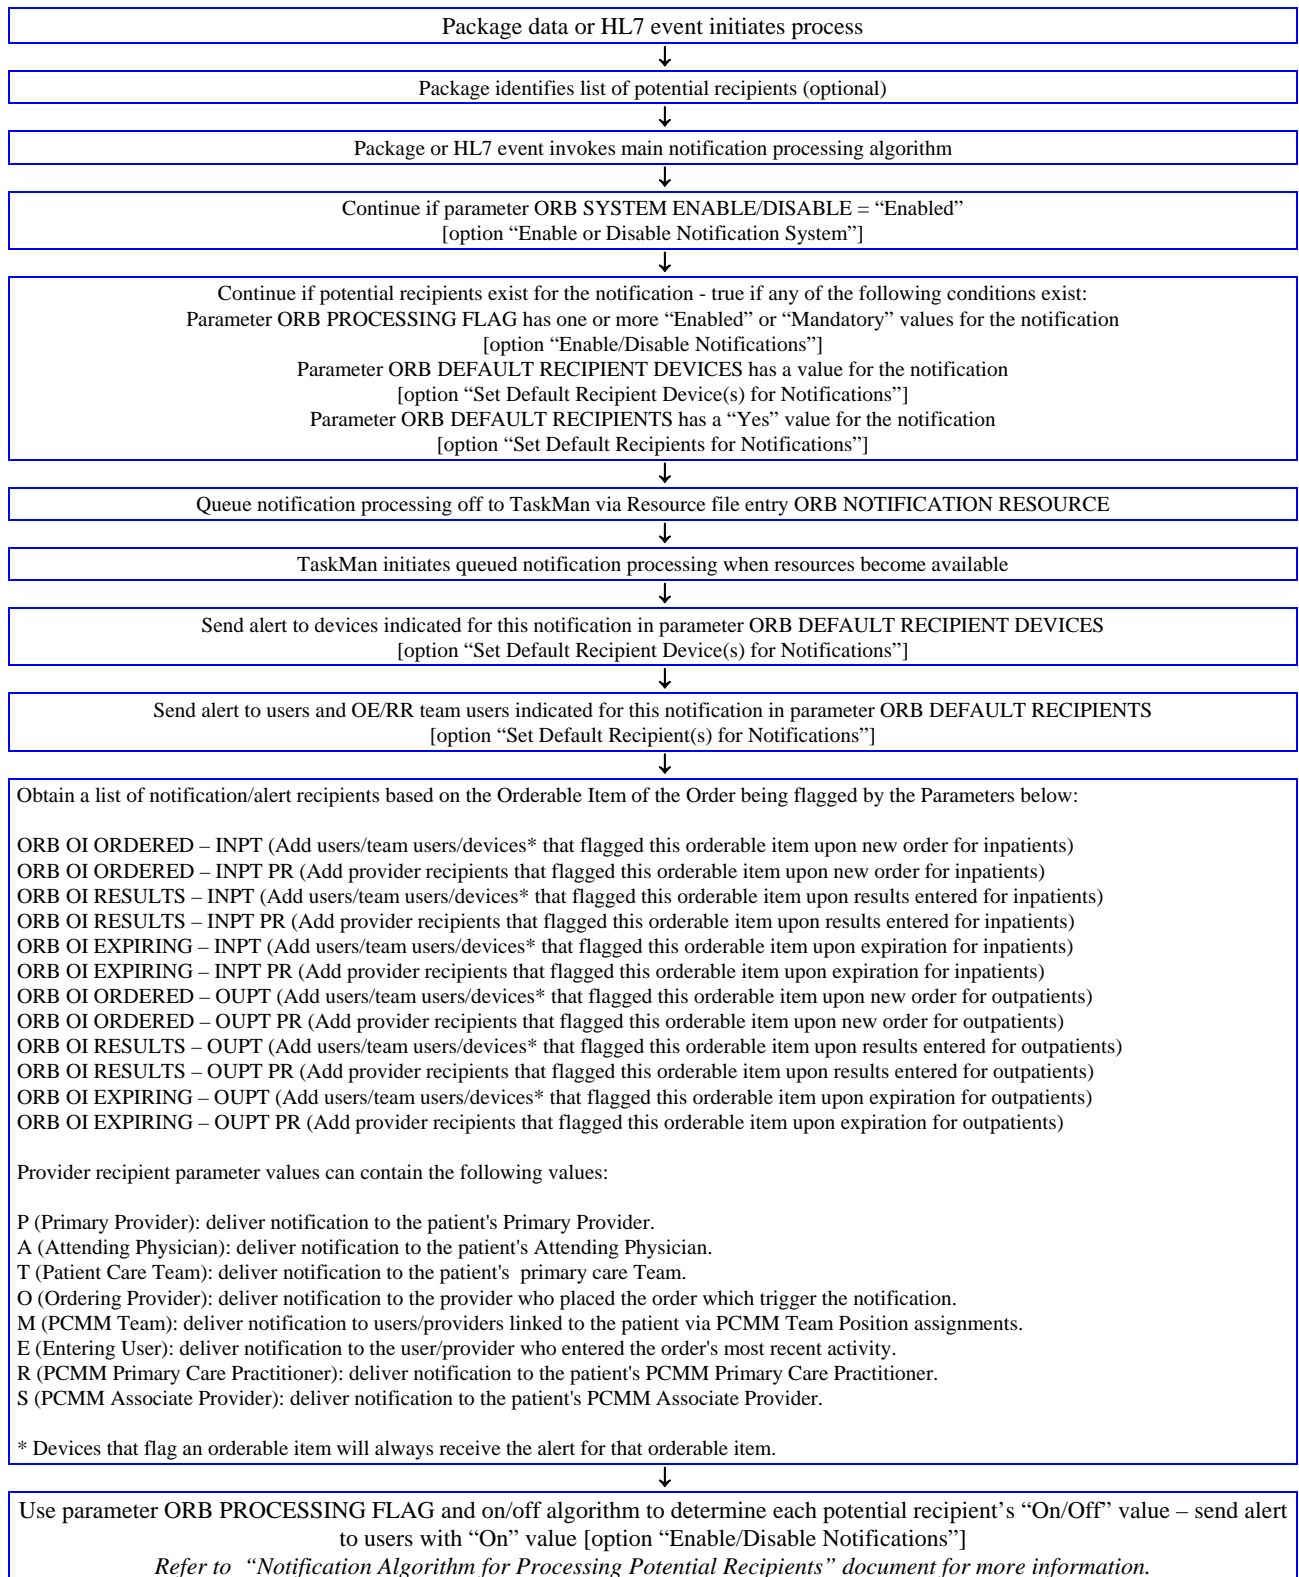 Package data or HL7 event initiates process
↓
Package identifies list of potential recipients (optional)
↓
Package or HL7 event invokes main notification processing algorithm
↓
Continue if parameter ORB SYSTEM ENABLE/DISABLE = “Enabled”
[option “Enable or Disable Notification System”]
↓
Continue if potential recipients exist for the notification - true if any of the following conditions exist:
Parameter ORB PROCESSING FLAG has one or more “Enabled” or “Mandatory” values for the notification
[option “Enable/Disable Notifications”]
Parameter ORB DEFAULT RECIPIENT DEVICES has a value for the notification
[option “Set Default Recipient Device(s) for Notifications”]
Parameter ORB DEFAULT RECIPIENTS has a “Yes” value for the notification
[option “Set Default Recipients for Notifications”]
↓
Queue notification processing off to TaskMan via Resource file entry ORB NOTIFICATION RESOURCE
↓
TaskMan initiates queued notification processing when resources become available
↓
Send alert to devices indicated for this notification in parameter ORB DEFAULT RECIPIENT DEVICES
[option “Set Default Recipient Device(s) for Notifications”]
↓
Send alert to users and OE/RR team users indicated for this notification in parameter ORB DEFAULT RECIPIENTS
[option “Set Default Recipient(s) for Notifications”]
↓
Obtain a list of notification/alert recipients based on the Orderable Item of the Order being flagged by the Parameters below:
ORB OI ORDERED – INPT (Add users/team users/devices* that flagged this orderable item upon new order for inpatients)
ORB OI ORDERED – INPT PR (Add provider recipients that flagged this orderable item upon new order for inpatients)
ORB OI RESULTS – INPT (Add users/team users/devices* that flagged this orderable item upon results entered for inpatients)
ORB OI RESULTS – INPT PR (Add provider recipients that flagged this orderable item upon results entered for inpatients)
ORB OI EXPIRING – INPT (Add users/team users/devices* that flagged this orderable item upon expiration for inpatients)
ORB OI EXPIRING – INPT PR (Add provider recipients that flagged this orderable item upon expiration for inpatients)
ORB OI ORDERED – OUPT (Add users/team users/devices* that flagged this orderable item upon new order for outpatients)
ORB OI ORDERED – OUPT PR (Add provider recipients that flagged this orderable item upon new order for outpatients)
ORB OI RESULTS – OUPT (Add users/team users/devices* that flagged this orderable item upon results entered for outpatients)
ORB OI RESULTS – OUPT PR (Add provider recipients that flagged this orderable item upon results entered for outpatients)
ORB OI EXPIRING – OUPT (Add users/team users/devices* that flagged this orderable item upon expiration for outpatients)
ORB OI EXPIRING – OUPT PR (Add provider recipients that flagged this orderable item upon expiration for outpatients)
Provider recipient parameter values can contain the following values:
P (Primary Provider): deliver notification to the patient's Primary Provider.
A (Attending Physician): deliver notification to the patient's Attending Physician.
T (Patient Care Team): deliver notification to the patient's  primary care Team.
O (Ordering Provider): deliver notification to the provider who placed the order which trigger the notification.
M (PCMM Team): deliver notification to users/providers linked to the patient via PCMM Team Position assignments.
E (Entering User): deliver notification to the user/provider who entered the order's most recent activity.
R (PCMM Primary Care Practitioner): deliver notification to the patient's PCMM Primary Care Practitioner.
S (PCMM Associate Provider): deliver notification to the patient's PCMM Associate Provider.
* Devices that flag an orderable item will always receive the alert for that orderable item.
↓
Use parameter ORB PROCESSING FLAG and on/off algorithm to determine each potential recipient’s “On/Off” value – send alert
to users with “On” value [option “Enable/Disable Notifications”]
Refer to  “Notification Algorithm for Processing Potential Recipients” document for more information.